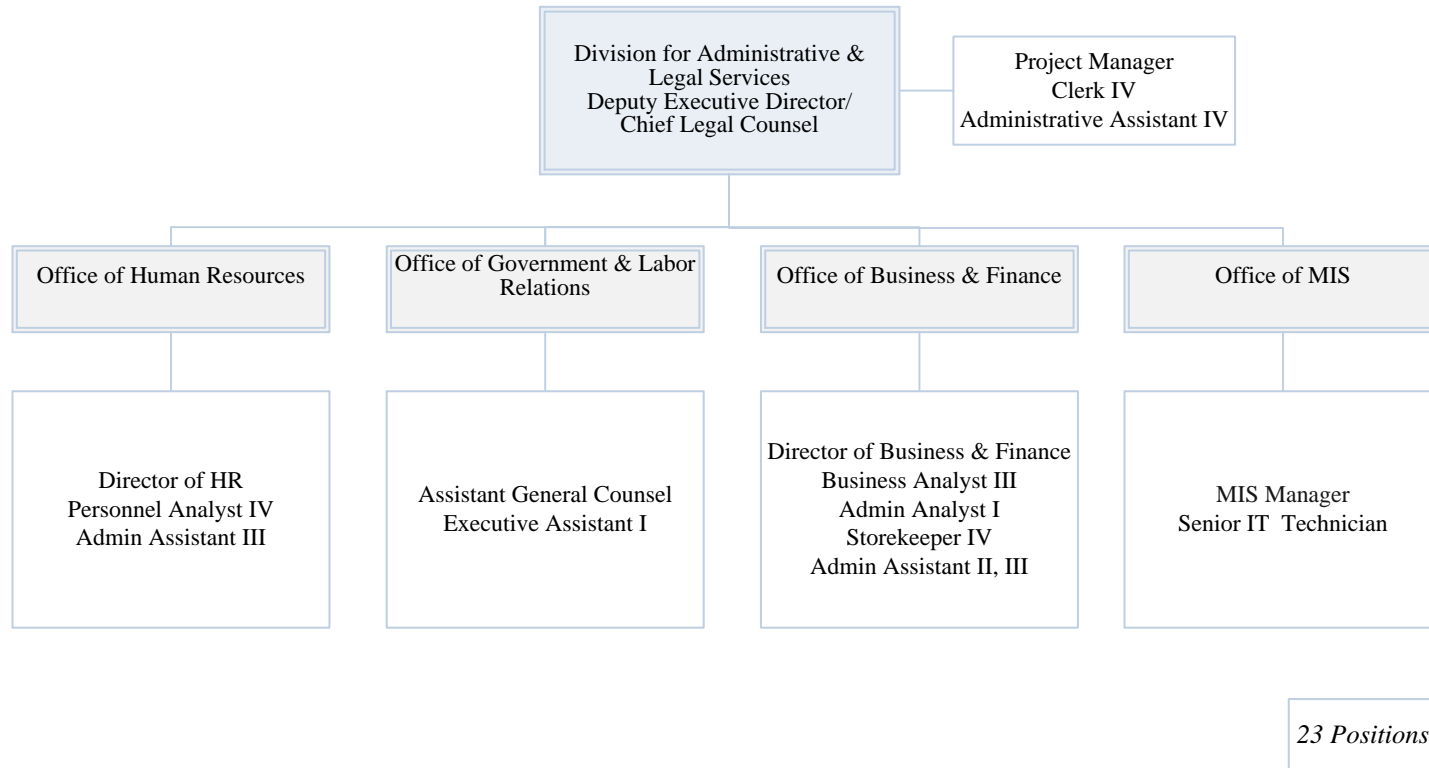 Division for Administrative &
Legal Services
Deputy Executive Director/
Chief Legal Counsel
Project Manager
Clerk IV
Administrative Assistant IV
Office of Human Resources
Office of Government & Labor
Relations
Office of Business & Finance
Office of MIS
Director of HR
Personnel Analyst IV
Admin Assistant III
Assistant General Counsel
Executive Assistant I
Director of Business & Finance
Business Analyst III
Admin Analyst I
Storekeeper IV
Admin Assistant II, III
MIS Manager
Senior IT  Technician
23 Positions